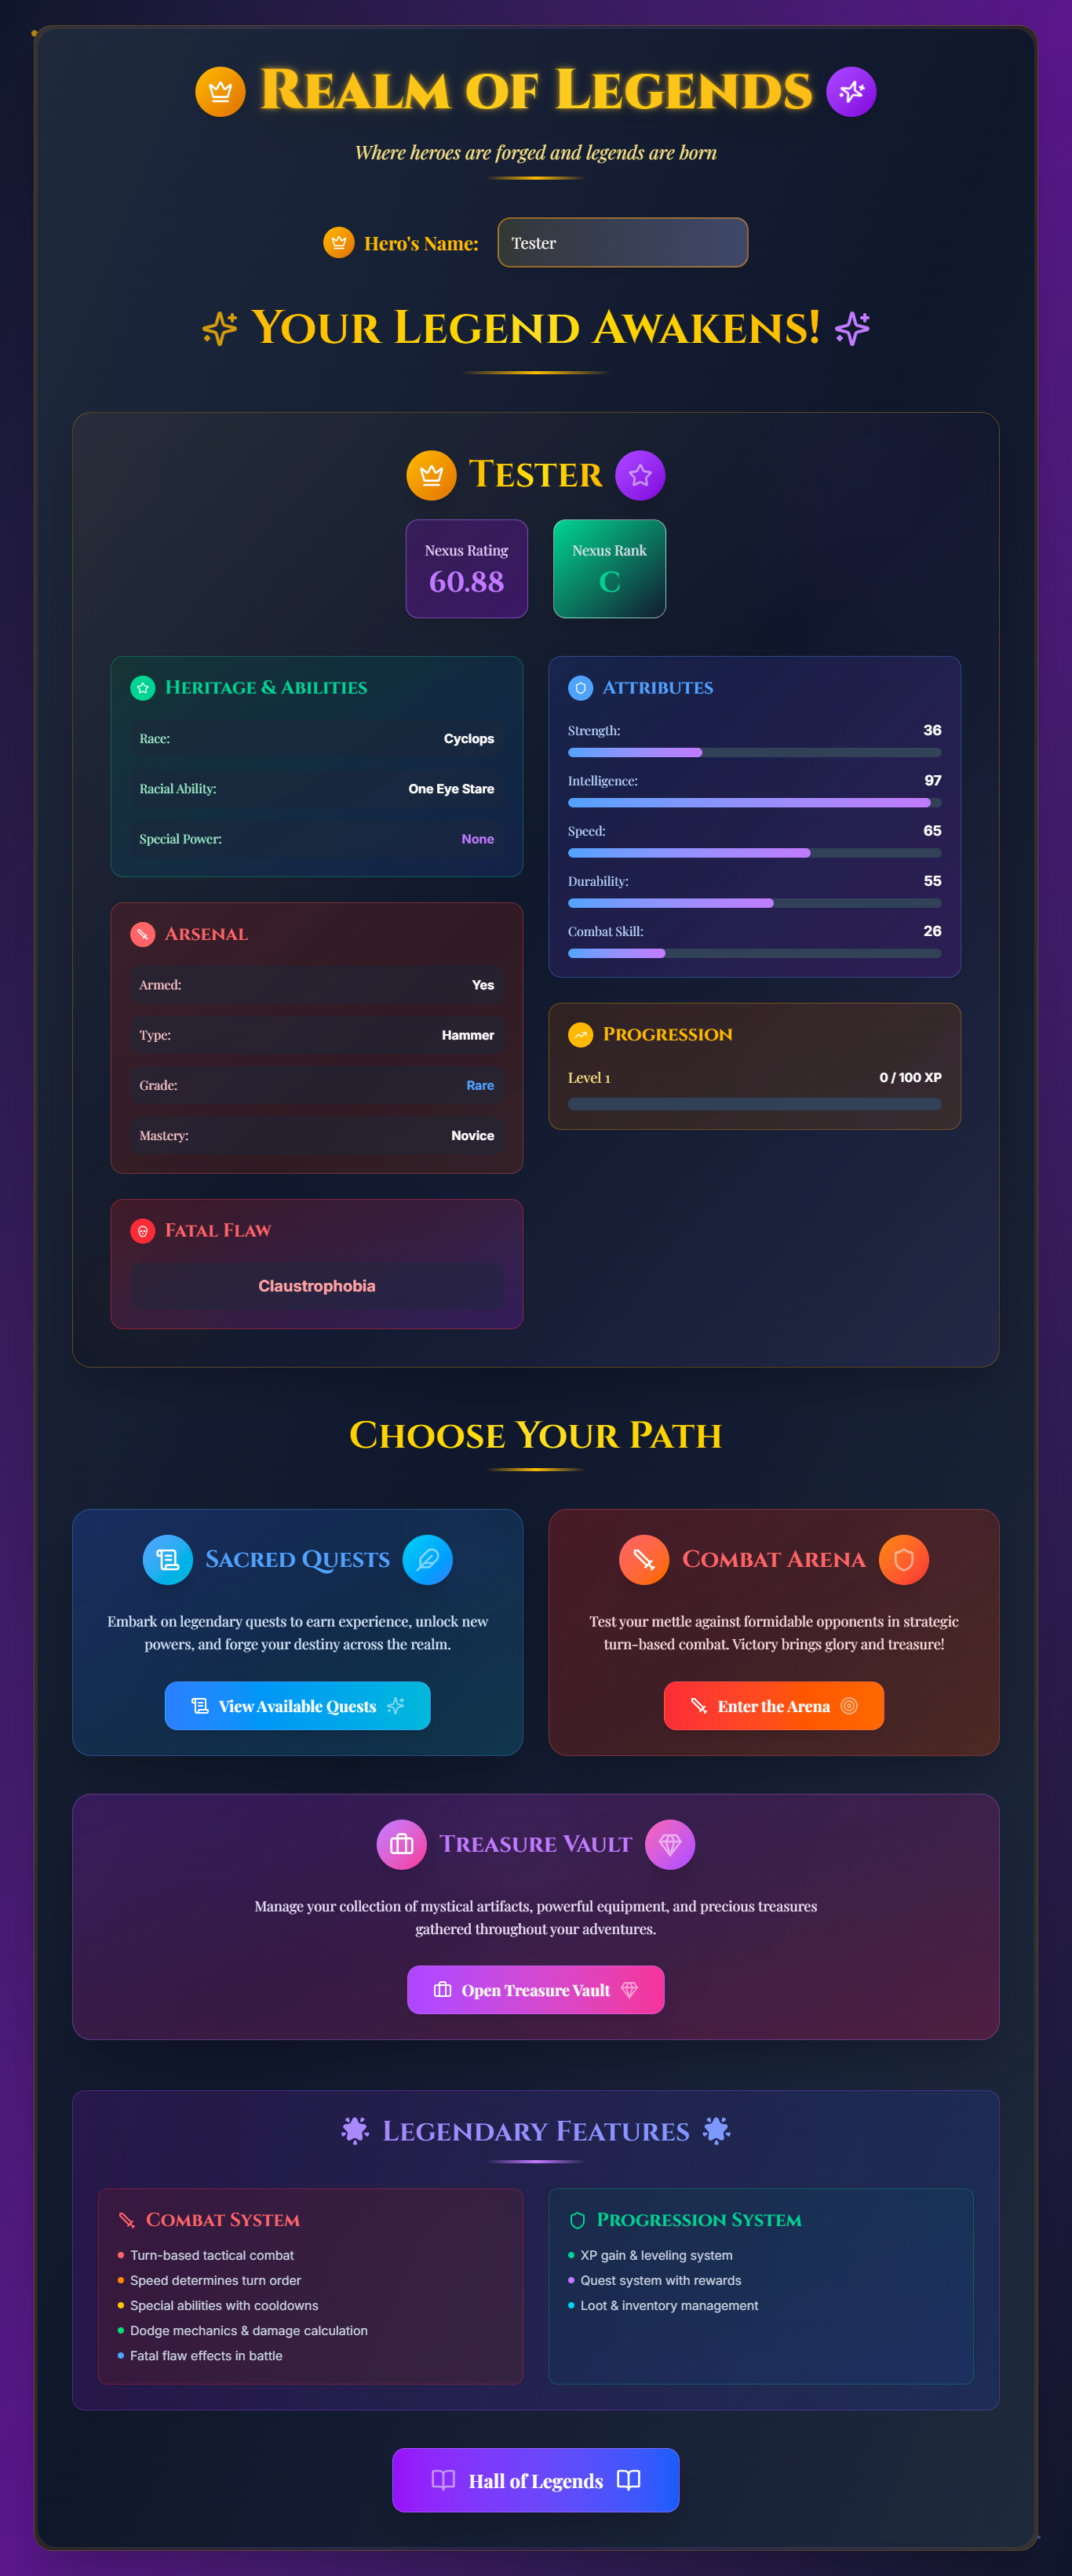 Realm of Legends
Where heroes are forged and legends are born
Hero's Name: Tester
Your Legend Awakens!
Tester
Nexus Rating
60.88
Nexus Rank
C
Heritage & Abilities
Race: Cyclops
Racial Ability: One Eye Stare
Special Power: None
Arsenal
Armed: Yes
Type: Hammer
Grade: Rare
Mastery: Novice
Fatal Flaw
Claustrophobia
Attributes
Strength: 36
Intelligence: 97
Speed: 65
Durability: 55
Combat Skill: 26
Progression
Level 1 0 / 100 XP
Choose Your Path
Sacred Quests
Embark on legendary quests to earn experience, unlock new
powers, and forge your destiny across the realm.
View Available Quests
Combat Arena
Test your mettle against formidable opponents in strategic
turn-based combat. Victory brings glory and treasure!
Enter the Arena
Treasure Vault
Manage your collection of mystical artifacts, powerful equipment, and precious treasures
gathered throughout your adventures.
Open Treasure Vault
Legendary Features
Combat System
Turn-based tactical combat
Speed determines turn order
Special abilities with cooldowns
Dodge mechanics & damage calculation
Fatal flaw effects in battle
Progression System
XP gain & leveling system
Quest system with rewards
Loot & inventory management
Hall of Legends